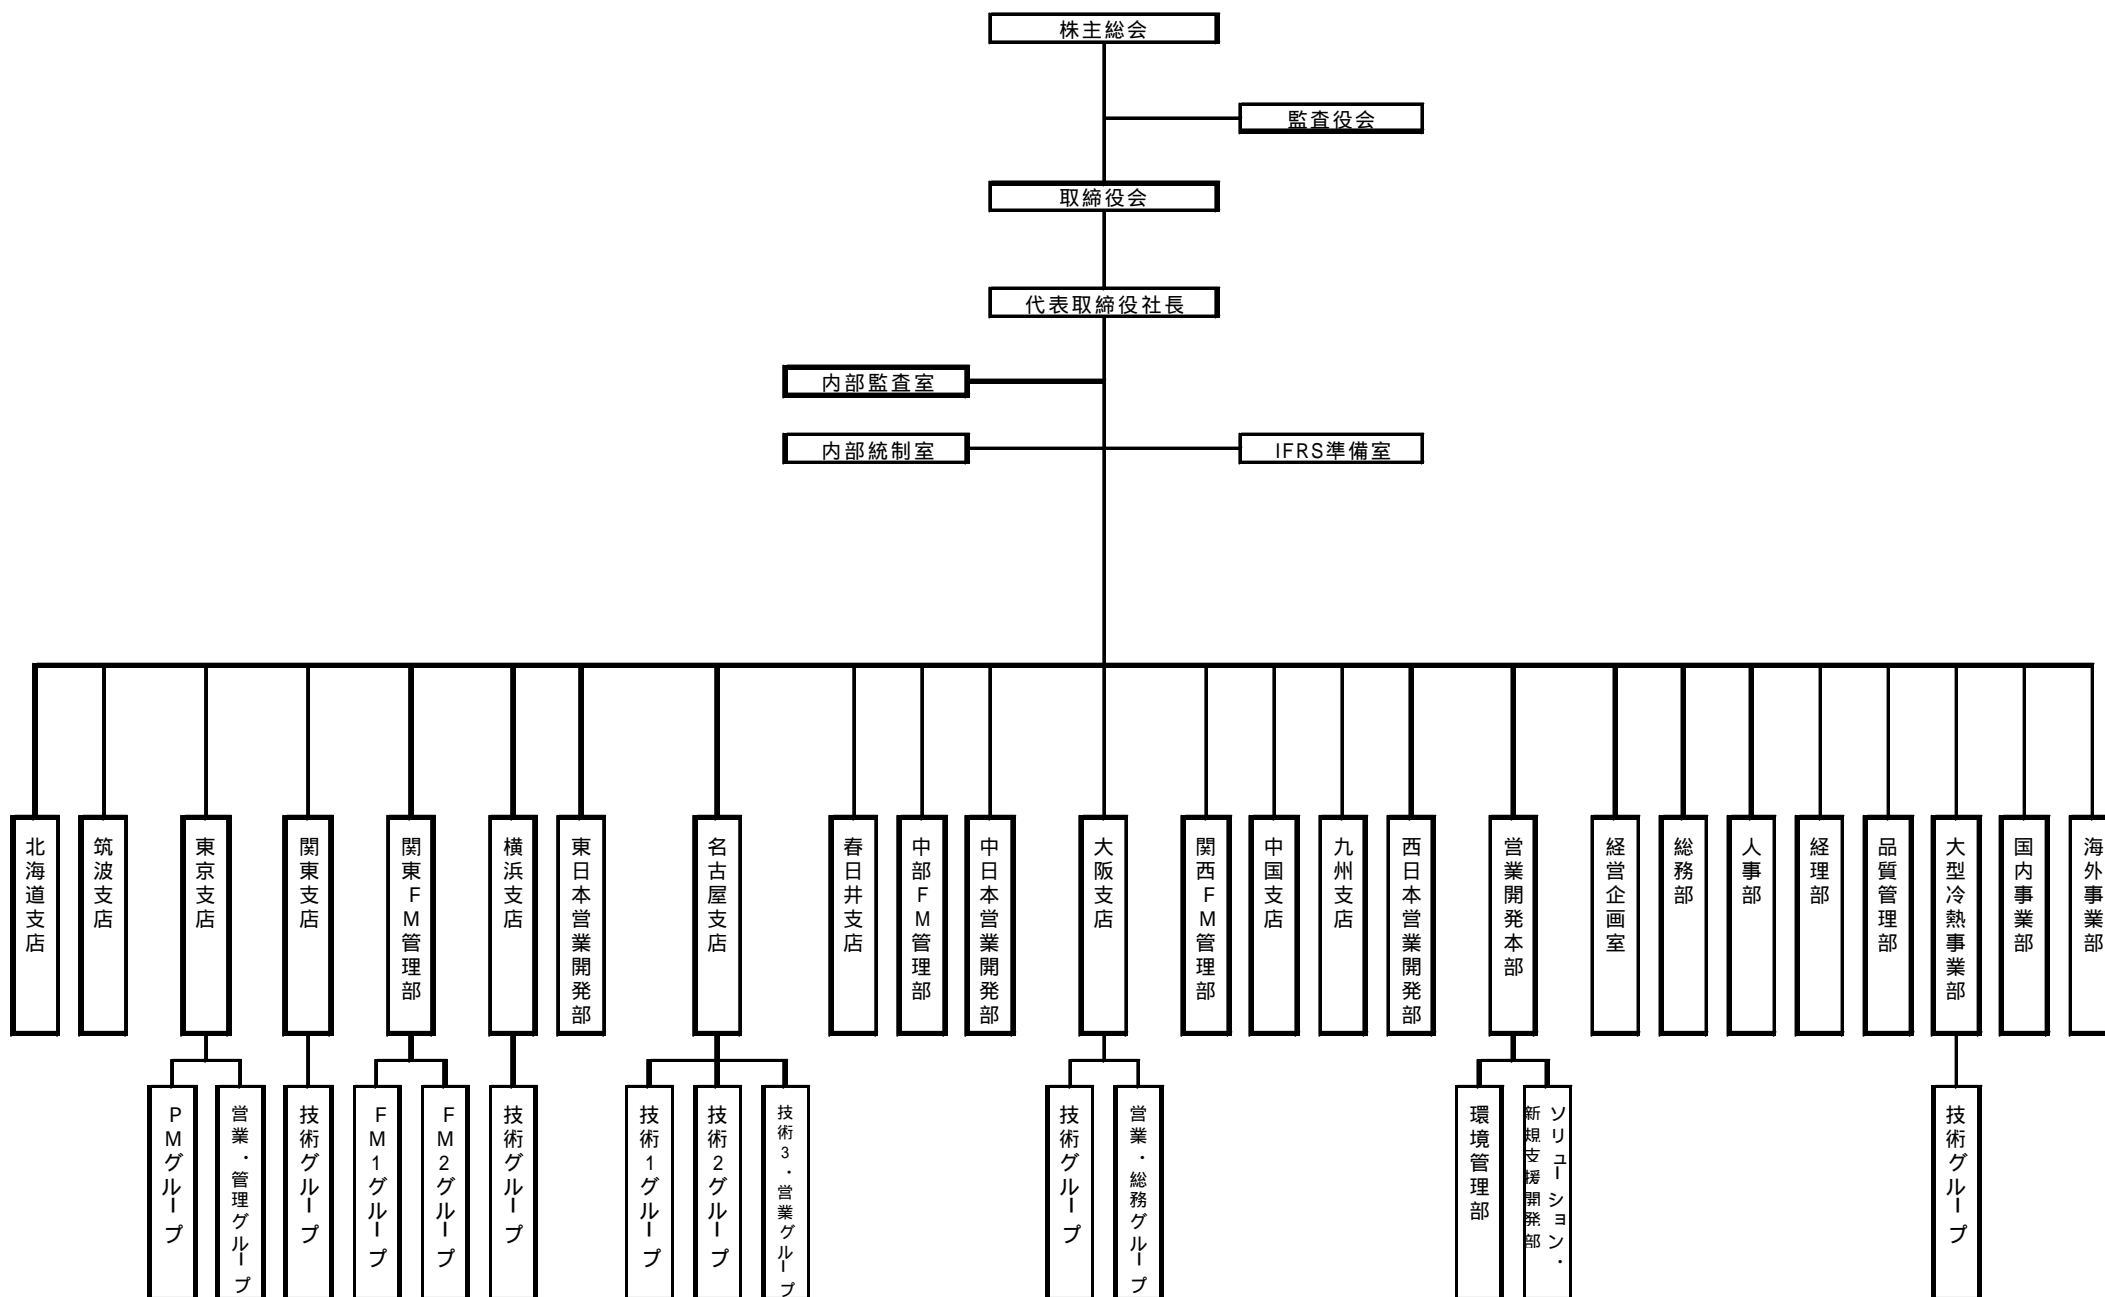 株主総会
監査役会
取締役会
代表取締役社長
内部監査室
内部統制室
IFRS準備室
北海道支店
筑波支店
東京支店
関東支店
関東FM管理部
横浜支店
東日本営業開発部
名古屋支店
春日井支店
中部FM管理部
中日本営業開発部
大阪支店
関西FM管理部
中国支店
九州支店
西日本営業開発部
営業開発本部
経営企画室
総務部
人事部
経理部
品質管理部
大型冷熱事業部
国内事業部
海外事業部
PMグループ
営業・管理グループ
技術グループ
FM1グループ
FM2グループ
技術グループ
技術1グループ
技術2グループ
技術3・営業グループ
技術グループ
営業・総務グループ
環境管理部
ソリューション・
新規支援開発部
技術グループ